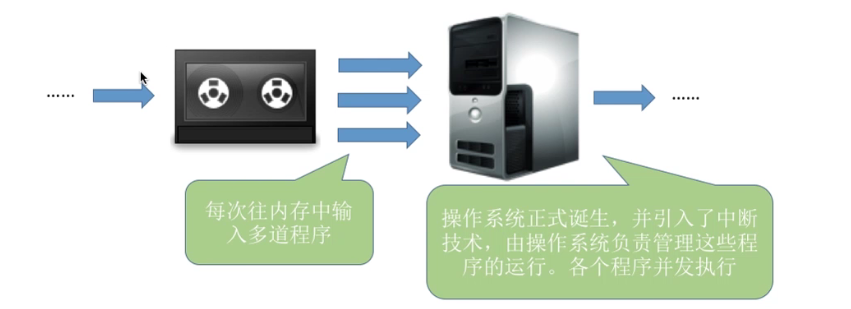 ……
……
每次往内存中输
入多道程序
操作系统正式诞生，并引入了中断
技术，由操作系统负责管理这些程
序的运行。各个程序并发执行